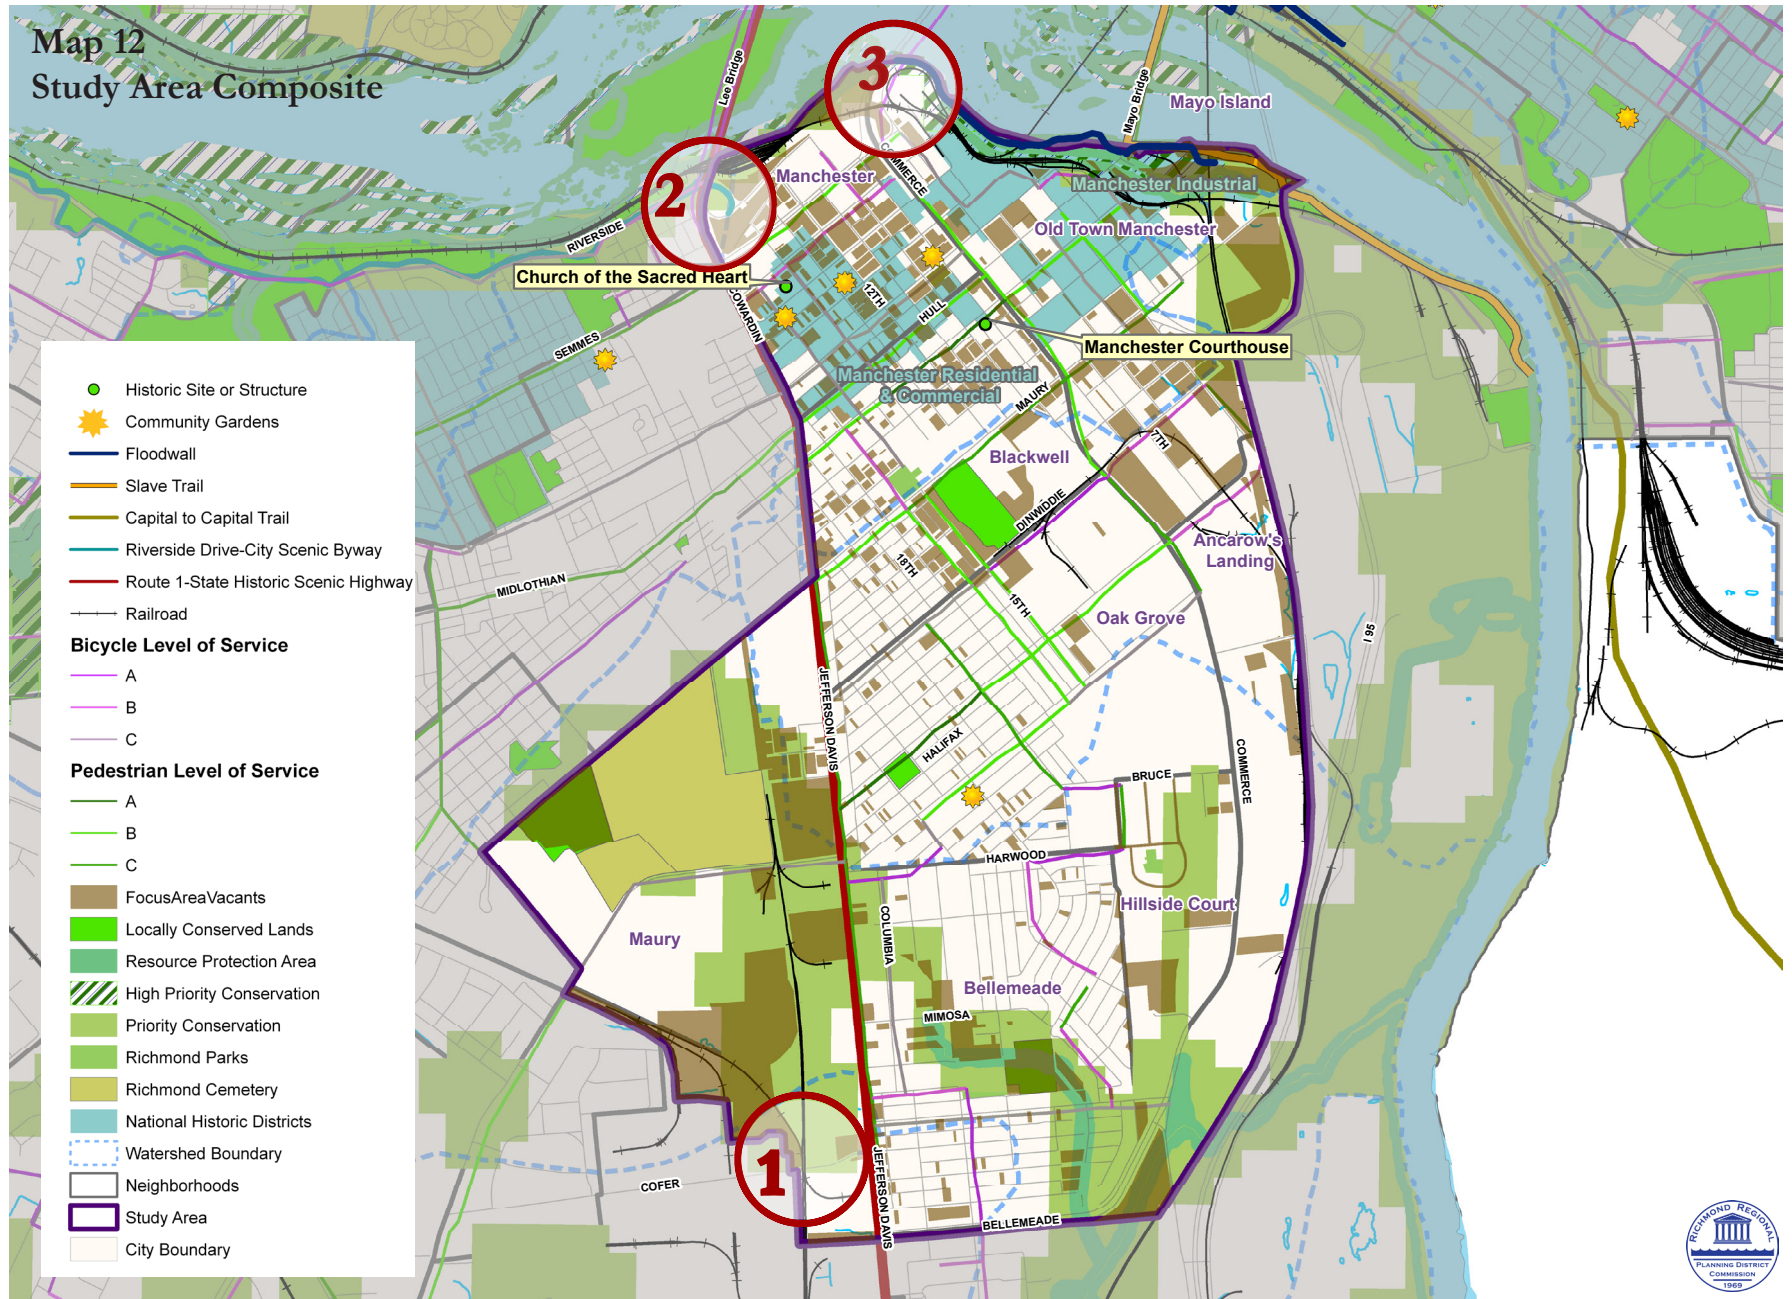 Map 12
Study Area Composite
3
2
1
Lee Bridge
Mayo Bridge
Mayo Island
Manchester
COMMERCE
Manchester Industrial
Old Town Manchester
RIVERSIDE
Church of the Sacred Heart
COWARDIN
12TH
HULL
SEMMES
Manchester Courthouse
Manchester Residential
& Commercial
MAURY
7TH
Blackwell
DINWIDDIE
Ancarow's
Landing
18TH
15TH
MIDLOTHIAN
Oak Grove
I 95
JEFFERSON DAVIS
HALIFAX
COMMERCE
BRUCE
HARWOOD
Hillside Court
COLUMBIA
Maury
Bellemeade
MIMOSA
COFER
JEFFERSON DAVIS
BELLEMEADE
Historic Site or Structure
Community Gardens
Floodwall
Slave Trail
Capital to Capital Trail
Riverside Drive-City Scenic Byway
Route 1-State Historic Scenic Highway
Railroad
Bicycle Level of Service
A
B
C
Pedestrian Level of Service
A
B
C
FocusAreaVacants
Locally Conserved Lands
Resource Protection Area
High Priority Conservation
Priority Conservation
Richmond Parks
Richmond Cemetery
National Historic Districts
Watershed Boundary
Neighborhoods
Study Area
City Boundary
RICHMOND REGIONAL
PLANNING DISTRICT
COMMISSION
1969